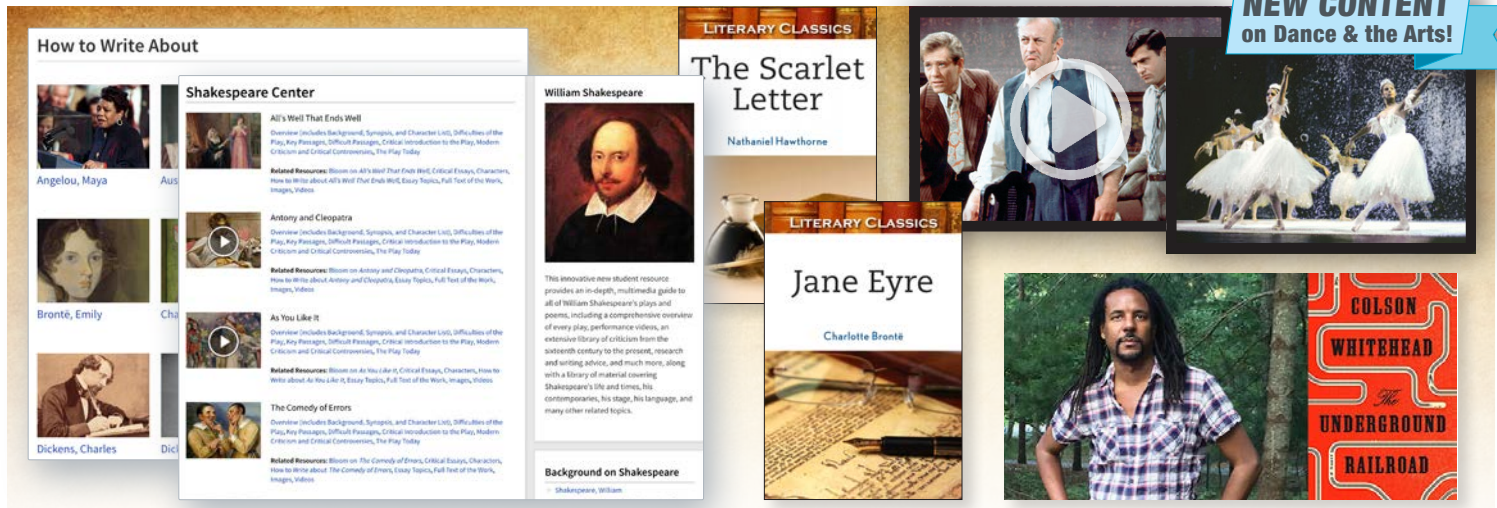 How to Write About
Angelou, Maya
Aus
Brontë, Emily
Cha
Dickens, Charles
Dic
Shakespeare Center
All's Well That Ends Well
Overview (includes Background, Synopsis, and Character List), Difficulties of the
Play, Key Passages, Difficult Passages, Critical Introduction to the Play, Modern
Criticism and Critical Controversies, The Play Today
Related Resources: Bloom on All's Well That Ends Well, Critical Essays, Characters,
How to Write about All's Well That Ends Well, Essay Topics, Full Text of the Work,
Images, Videos
Antony and Cleopatra
Overview (includes Background, Synopsis, and Character List), Difficulties of the
Play, Key Passages, Difficult Passages, Critical Introduction to the Play, Modern
Criticism and Critical Controversies, The Play Today
Related Resources: Bloom on Antony and Cleopatra, Critical Essays, Characters,
How to Write about Antony and Cleopatra, Essay Topics, Full Text of the Work,
Images, Videos
As You Like It
Overview (includes Background, Synopsis, and Character List), Difficulties of the
Play, Key Passages, Difficult Passages, Critical Introduction to the Play, Modern
Criticism and Critical Controversies, The Play Today
Related Resources: Bloom on As You Like It, Critical Essays, Characters, How to
Write about As You Like It, Essay Topics, Full Text of the Work, Images, Videos
The Comedy of Errors
Overview (includes Background, Synopsis, and Character List), Difficulties of the
Play, Key Passages, Difficult Passages, Critical Introduction to the Play, Modern
Criticism and Critical Controversies, The Play Today
Related Resources: Bloom on The Comedy of Errors, Critical Essays, Characters,
How to Write about The Comedy of Errors, Essay Topics, Full Text of the Work,
Images, Videos
William Shakespeare
This innovative new student resource
provides an in-depth, multimedia guide to
all of William Shakespeare's plays and
poems, including a comprehensive overview
of every play, performance videos, an
extensive library of criticism from the
sixteenth century to the present, research
and writing advice, and much more, along
with a library of material covering
Shakespeare's life and times, his
contemporaries, his stage, his language, and
many other related topics.
Background on Shakespeare
Shakespeare, William
LITERARY CLASSICS
The Scarlet
Letter
Nathaniel Hawthorne
LITERARY CLASSICS
Jane Eyre
Charlotte Brontë
NEW CONTENT
on Dance & the Arts!
COLSON
WHITEHEAD
The
UNDERGROUND
RAILROAD